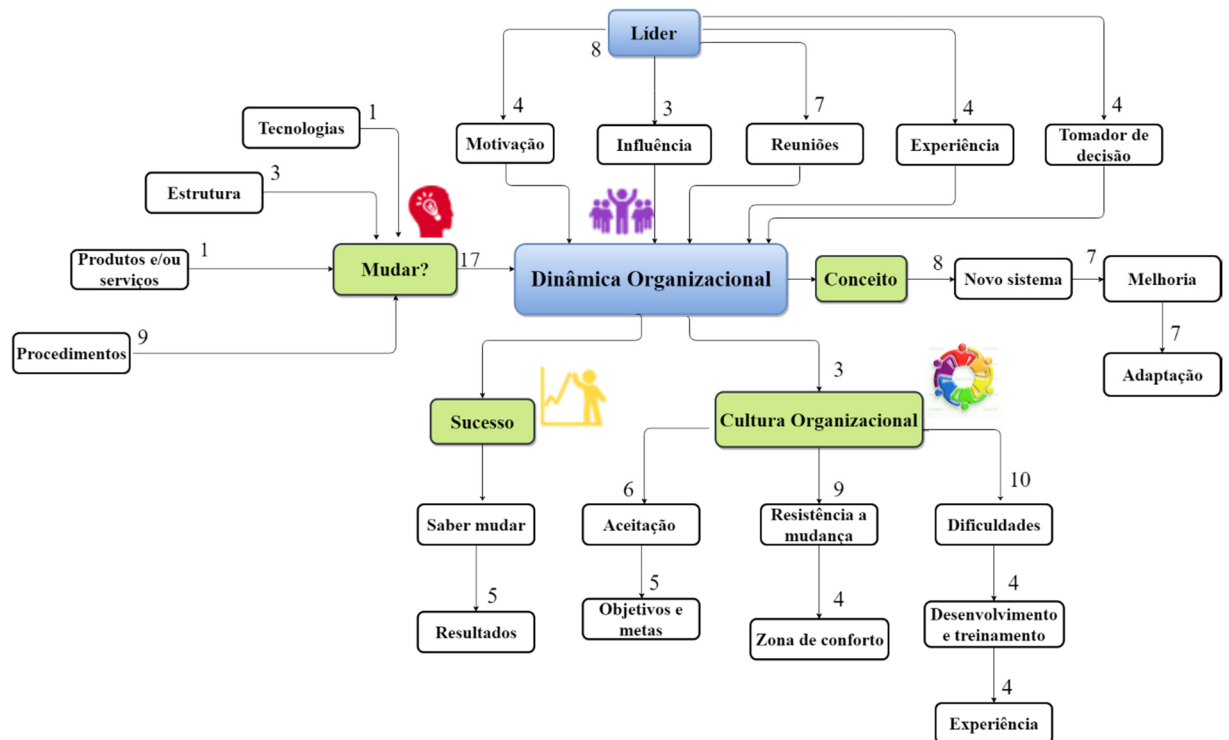 Líder
8
4
3
7
4
4
Motivação
Influência
Reuniões
Experiência
Tomador de
decisão
1
Tecnologias
3
Estrutura
1
Produtos e/ou
serviços
9
Procedimentos
Mudar?
17
Dinâmica Organizacional
Conceito
8
Novo sistema
7
Melhoria
7
Adaptação
Sucesso
Saber mudar
5
Resultados
3
Cultura Organizacional
6
Aceitação
5
Objetivos e
metas
9
Resistência a
mudança
4
Zona de conforto
10
Dificuldades
4
Desenvolvimento
e treinamento
4
Experiência